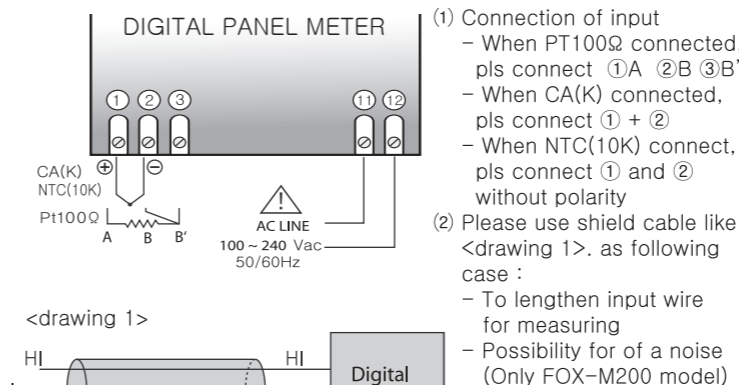 DIGITAL PANEL METER
① ② ③ ⑪ ⑫
CA(K) ⊕ ⊖
NTC(10K)
Pt100Ω
A B B'
AC LINE
100 ~ 240 Vac
50/60Hz
(1) Connection of input
- When PT100Ω connected,
pls connect ①A ②B ③B'
- When CA(K) connected,
pls connect ① + ②
- When NTC(10K) connect,
pls connect ① and ②
without polarity
(2) Please use shield cable like
<drawing 1>. as following
case :
- To lengthen input wire
for measuring
- Possibility for of a noise
(Only FOX-M200 model)
<drawing 1>
HI HI
Digital